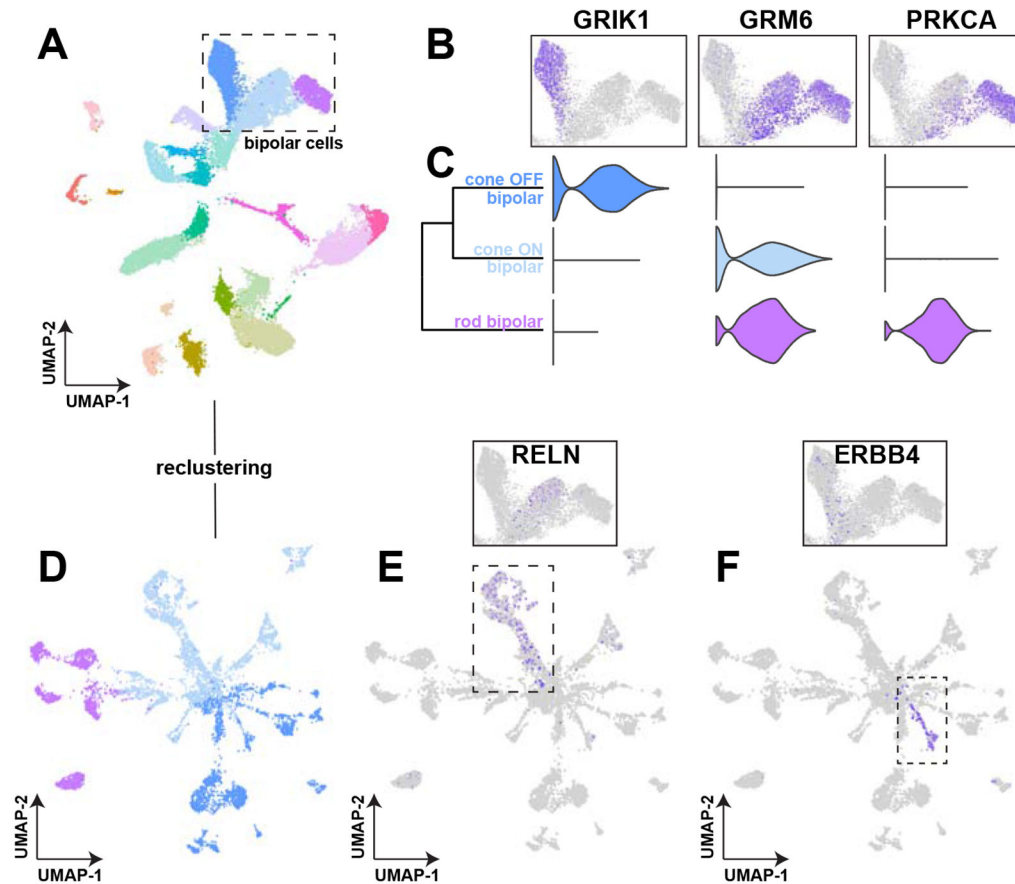 A
bipolar cells
UMAP-2
UMAP-1
B
GRIK1
GRM6
PRKCA
C
cone OFF
bipolar
cone ON
bipolar
rod bipolar
reclustering
D
UMAP-2
UMAP-1
E
RELN
UMAP-2
UMAP-1
F
ERBB4
UMAP-2
UMAP-1